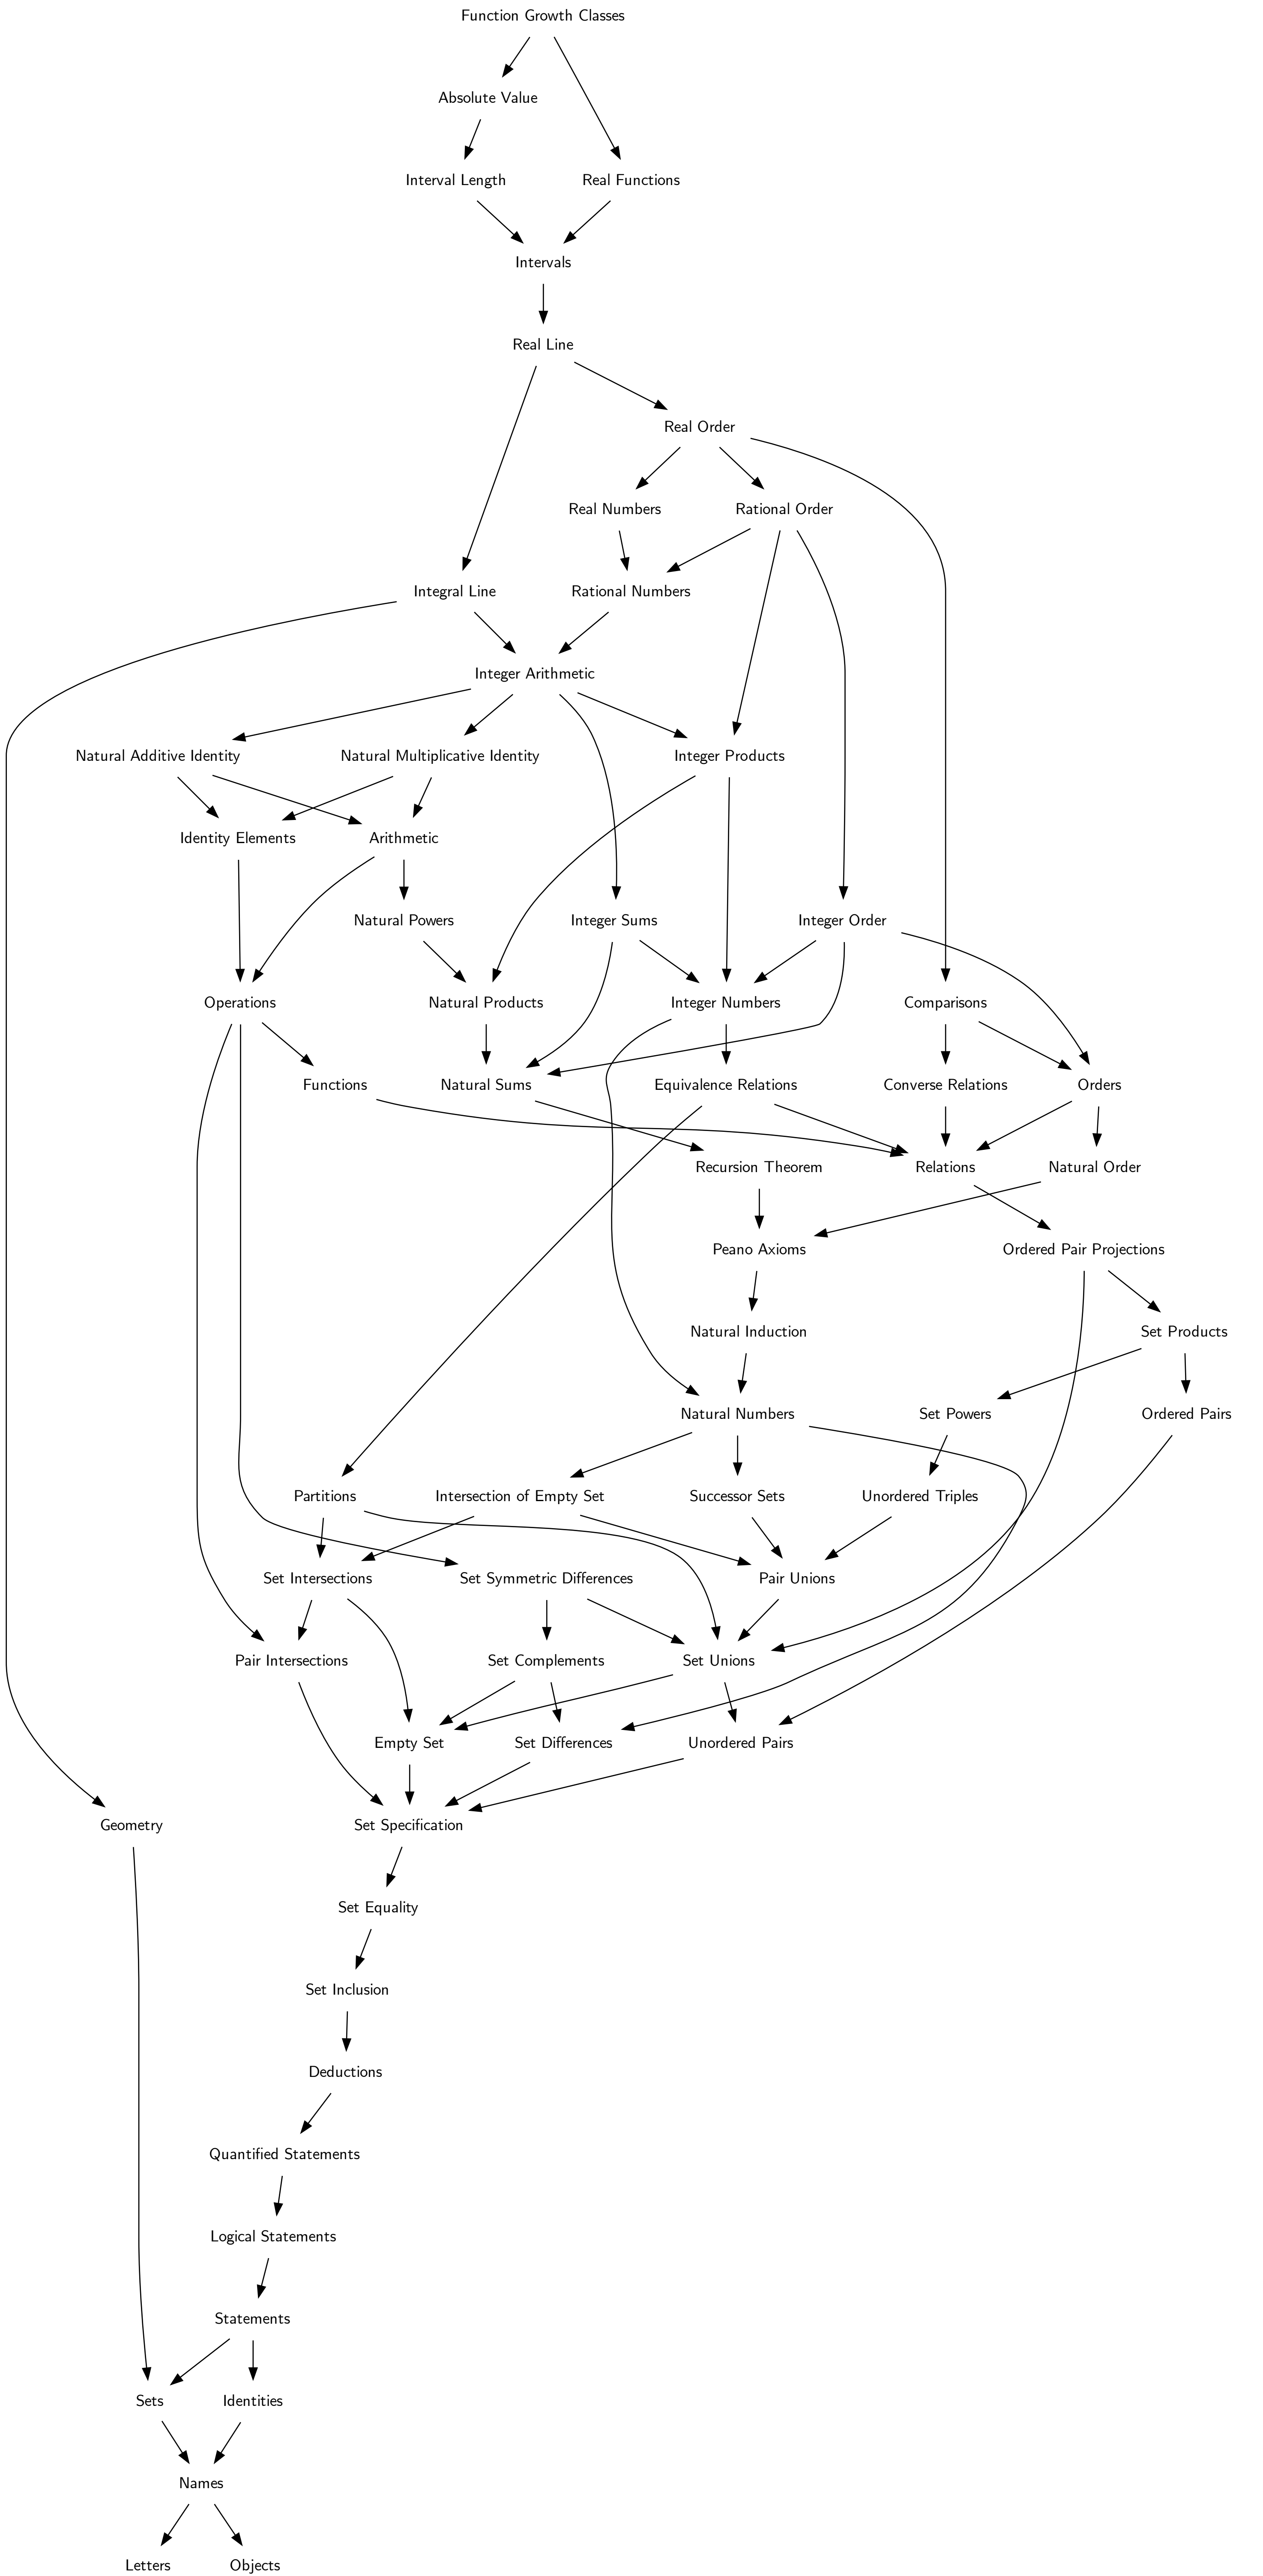 Function Growth Classes
Absolute Value
Interval Length
Real Functions
Intervals
Real Line
Real Order
Real Numbers
Rational Order
Integral Line
Rational Numbers
Integer Arithmetic
Natural Additive Identity
Natural Multiplicative Identity
Integer Products
Identity Elements
Arithmetic
Natural Powers
Integer Sums
Integer Order
Operations
Natural Products
Integer Numbers
Comparisons
Functions
Natural Sums
Equivalence Relations
Converse Relations
Orders
Recursion Theorem
Relations
Natural Order
Peano Axioms
Ordered Pair Projections
Natural Induction
Set Products
Natural Numbers
Set Powers
Ordered Pairs
Partitions
Intersection of Empty Set
Successor Sets
Unordered Triples
Set Intersections
Set Symmetric Differences
Pair Unions
Pair Intersections
Set Complements
Set Unions
Empty Set
Set Differences
Unordered Pairs
Geometry
Set Specification
Set Equality
Set Inclusion
Deductions
Quantified Statements
Logical Statements
Statements
Sets
Identities
Names
Letters
Objects